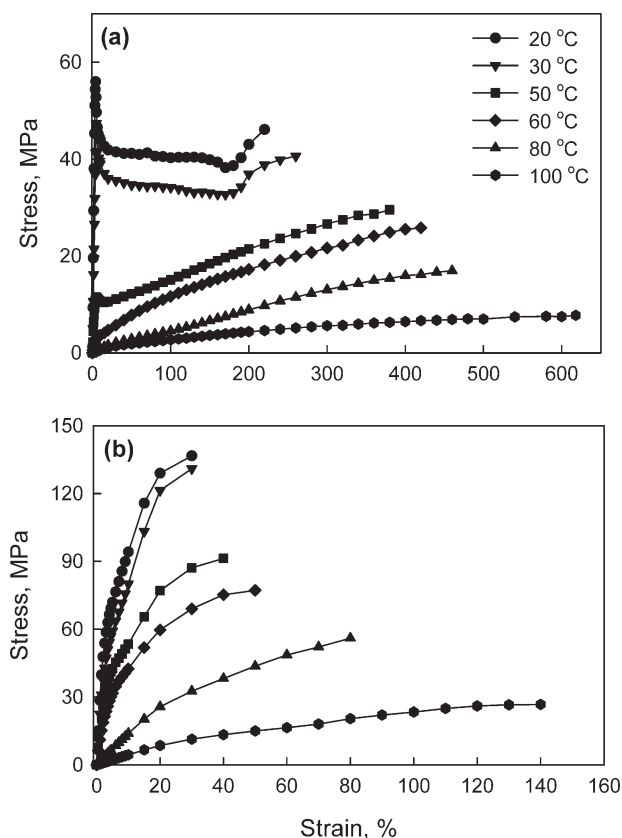 (a)
20 °C
30 °C
50 °C
60 °C
80 °C
100 °C
Stress, MPa
60
40
20
0
0 100 200 300 400 500 600
(b)
Stress, MPa
150
120
90
60
30
0
0 20 40 60 80 100 120 140 160
Strain, %